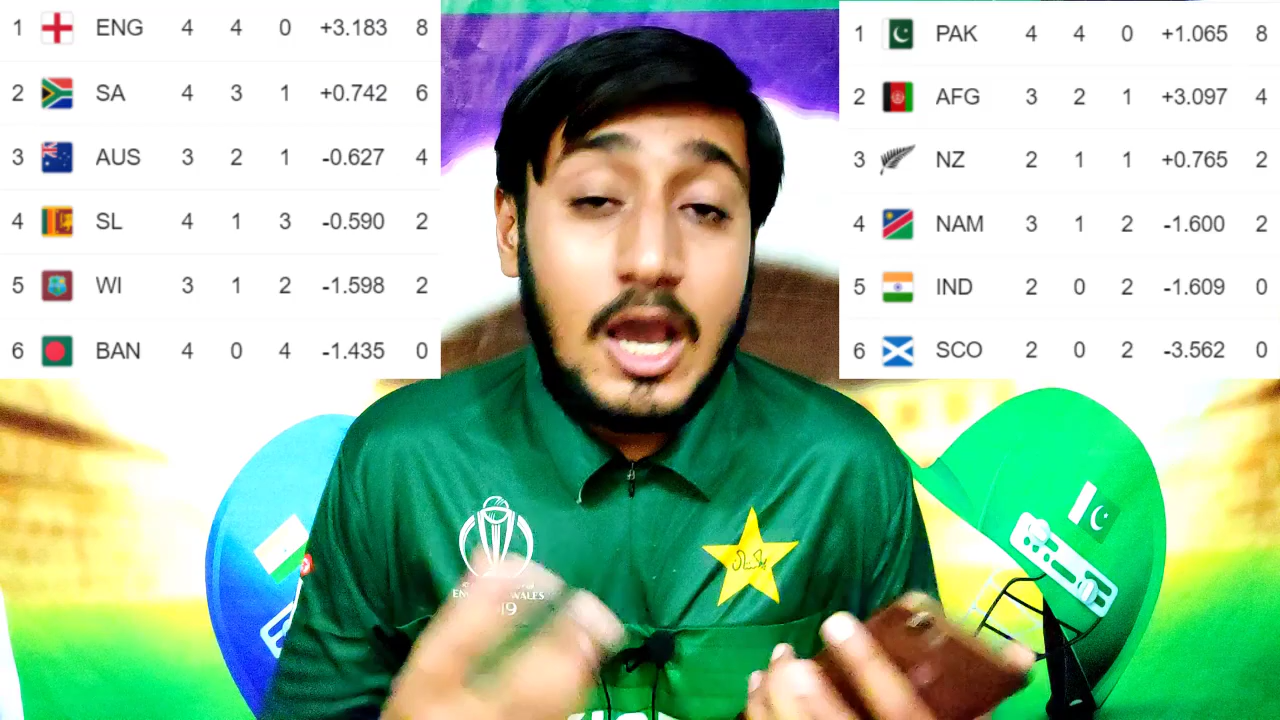 1 ENG 4 4 0 +3.183 8
2 SA 4 3 1 +0.742 6
3 AUS 3 2 1 -0.627 4
4 SL 4 1 3 -0.590 2
5 WI 3 1 2 -1.598 2
6 BAN 4 0 4 -1.435 0
1 PAK 4 4 0 +1.065 8
2 AFG 3 2 1 +3.097 4
3 NZ 2 1 1 +0.765 2
4 NAM 3 1 2 -1.600 2
5 IND 2 0 2 -1.609 0
6 SCO 2 0 2 -3.562 0
WALES